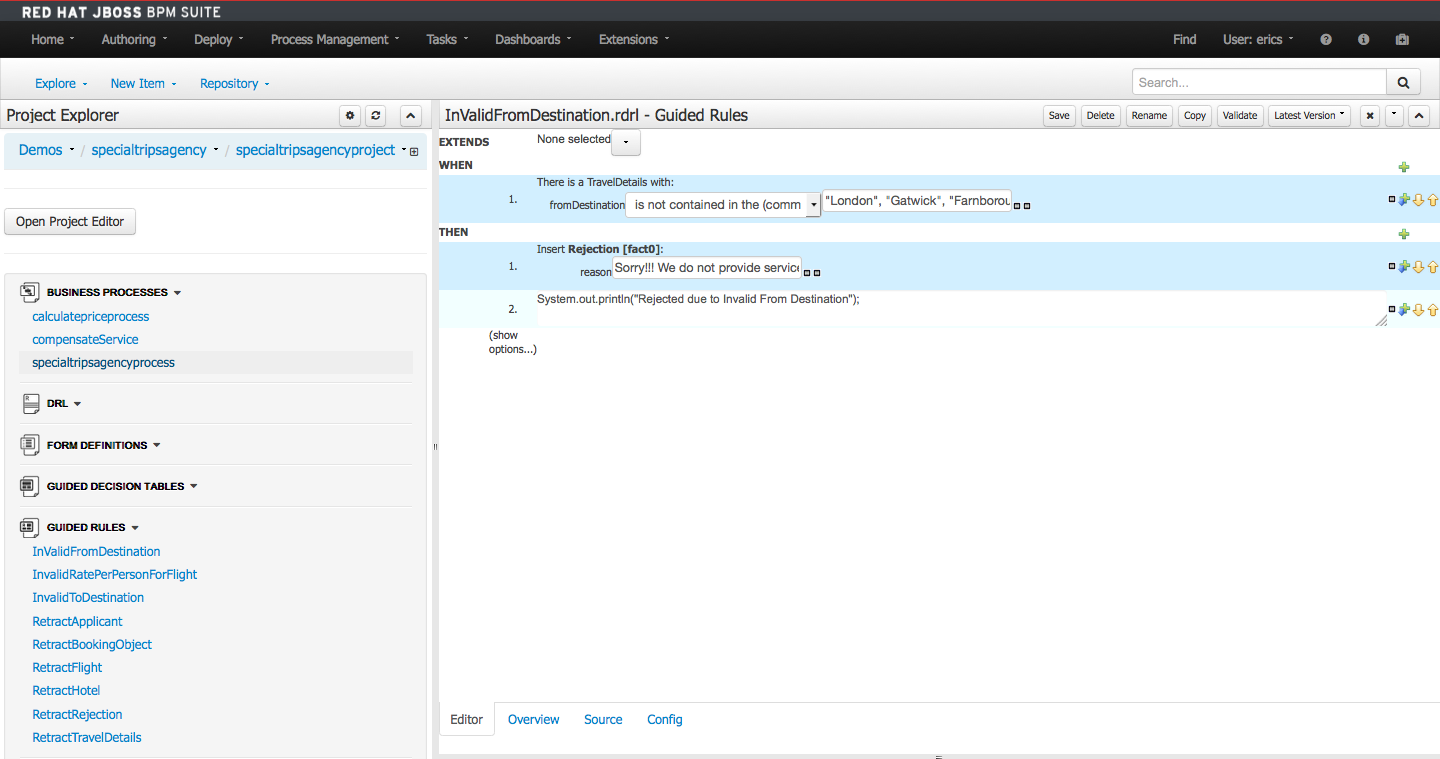 RED HAT JBOSS BPM SUITE
Home Authoring Deploy Process Management Tasks Dashboards Extensions Find User: erics
Explore New Item Repository Search...
Project Explorer
Demos / specialtripsagency / specialtripsagencyproject
Open Project Editor
BUSINESS PROCESSES
calculatepriceprocess
compensateService
specialtripsagencyprocess
DRL
FORM DEFINITIONS
GUIDED DECISION TABLES
GUIDED RULES
InValidFromDestination
InvalidRatePerPersonForFlight
InvalidToDestination
RetractApplicant
RetractBookingObject
RetractFlight
RetractHotel
RetractRejection
RetractTravelDetails
InValidFromDestination.rdrl - Guided Rules
Save Delete Rename Copy Validate Latest Version
EXTENDS None selected
WHEN
There is a TravelDetails with:
1.
fromDestination is not contained in the (comm "London", "Gatwick", "Farnborou
THEN
Insert Rejection [fact0]:
1.
reason Sorry!!! We do not provide service
System.out.println("Rejected due to Invalid From Destination");
2.
(show
options...)
Editor Overview Source Config